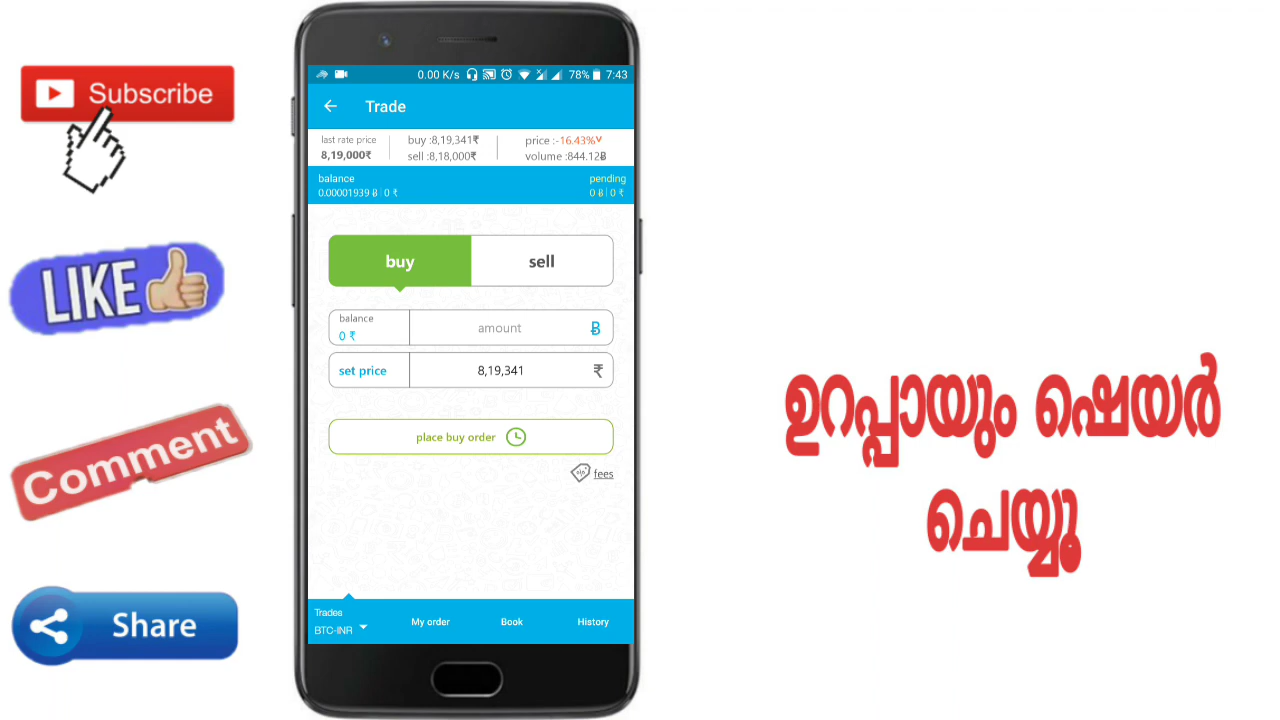 Subscribe
LIKE
Comment
Share
0.00 K/s 78% 7:43
Trade
last rate price
8,19,000₹
buy :8,19,341₹
sell :8,18,000₹
price :-16.43%
volume :844.12Ƀ
balance
0.00001939 Ƀ | 0 ₹
pending
0 Ƀ | 0 ₹
buy
sell
balance
0 ₹
amount Ƀ
set price 8,19,341 ₹
place buy order
fees
Trades
BTC-INR
My order
Book
History
ഉറപ്പായും ഷെയർ
ചെയ്യൂ